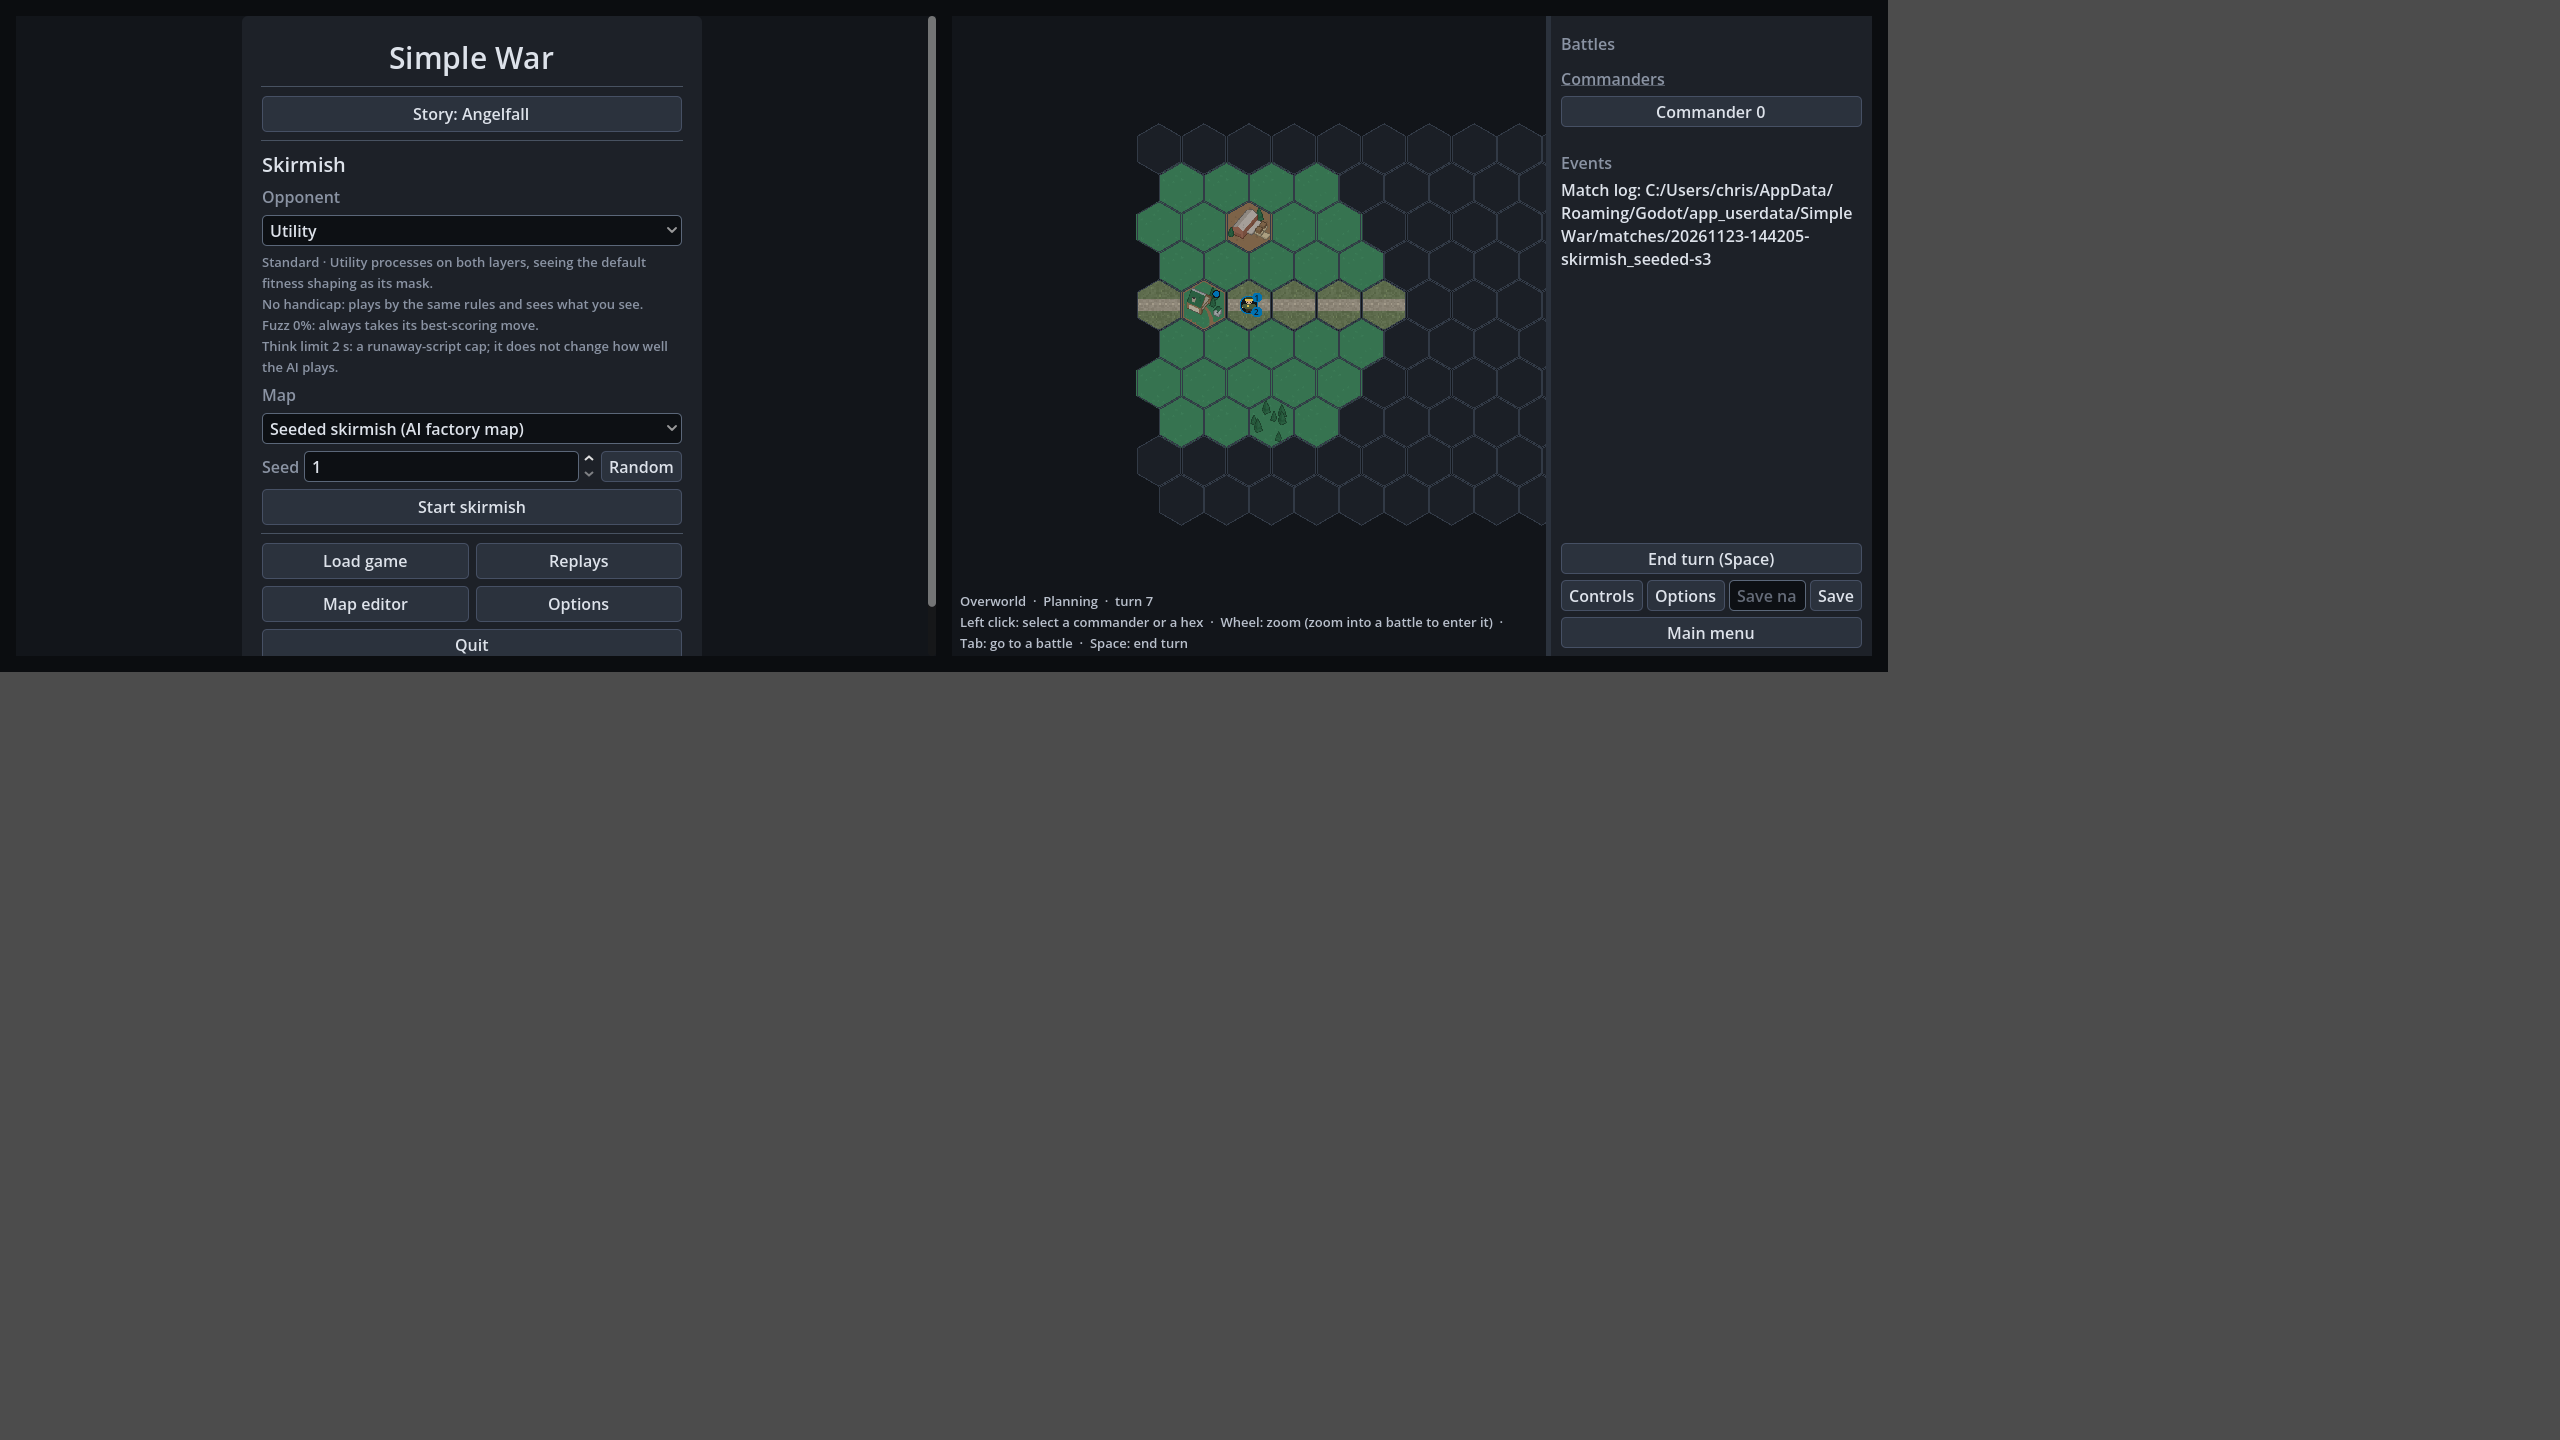 Simple War
Story: Angelfall
Skirmish
Opponent
Utility
Standard · Utility processes on both layers, seeing the default
fitness shaping as its mask.
No handicap: plays by the same rules and sees what you see.
Fuzz 0%: always takes its best-scoring move.
Think limit 2 s: a runaway-script cap; it does not change how well
the AI plays.
Map
Seeded skirmish (AI factory map)
Seed 1 Random
Start skirmish
Load game Replays
Map editor Options
Quit
Overworld · Planning · turn 7
Left click: select a commander or a hex · Wheel: zoom (zoom into a battle to enter it) ·
Tab: go to a battle · Space: end turn
Battles
Commanders
Commander 0
Events
Match log: C:/Users/chris/AppData/
Roaming/Godot/app_userdata/Simple
War/matches/20261123-144205-
skirmish_seeded-s3
End turn (Space)
Controls Options Save na Save
Main menu